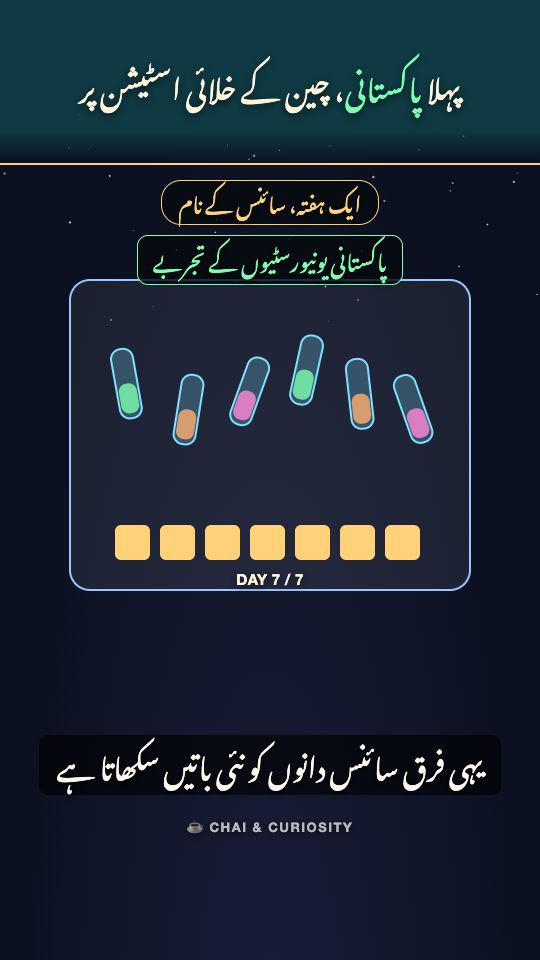 پہلا پاکستانی، چین کے خلائی اسٹیشن پر
ایک ہفتہ، سائنس کے نام
پاکستانی یونیورسٹیوں کے تجربے
DAY 7 / 7
یہی فرق سائنس دانوں کو نئی باتیں سکھاتا ہے
☕ CHAI & CURIOSITY